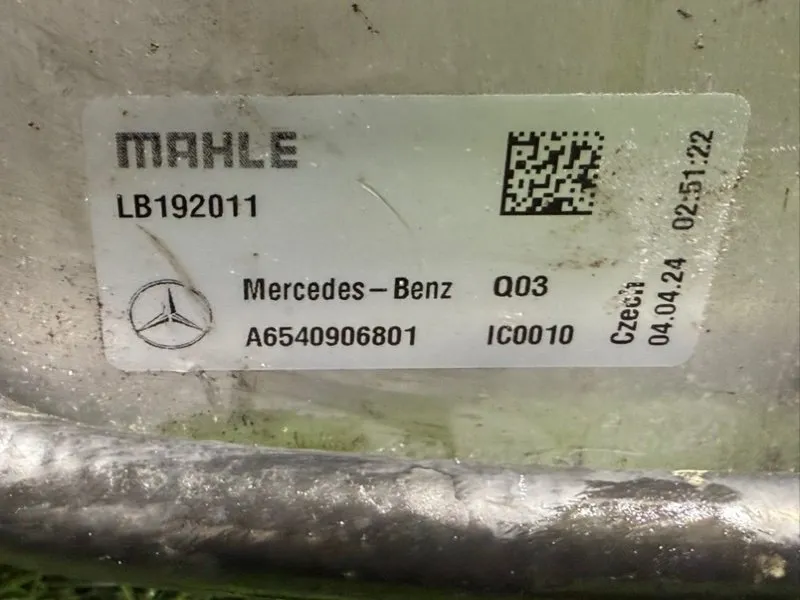 MAHLE
LB192011
Mercedes-Benz Q03
A6540906801 IC0010
Czech
04.04.24 02:51:22